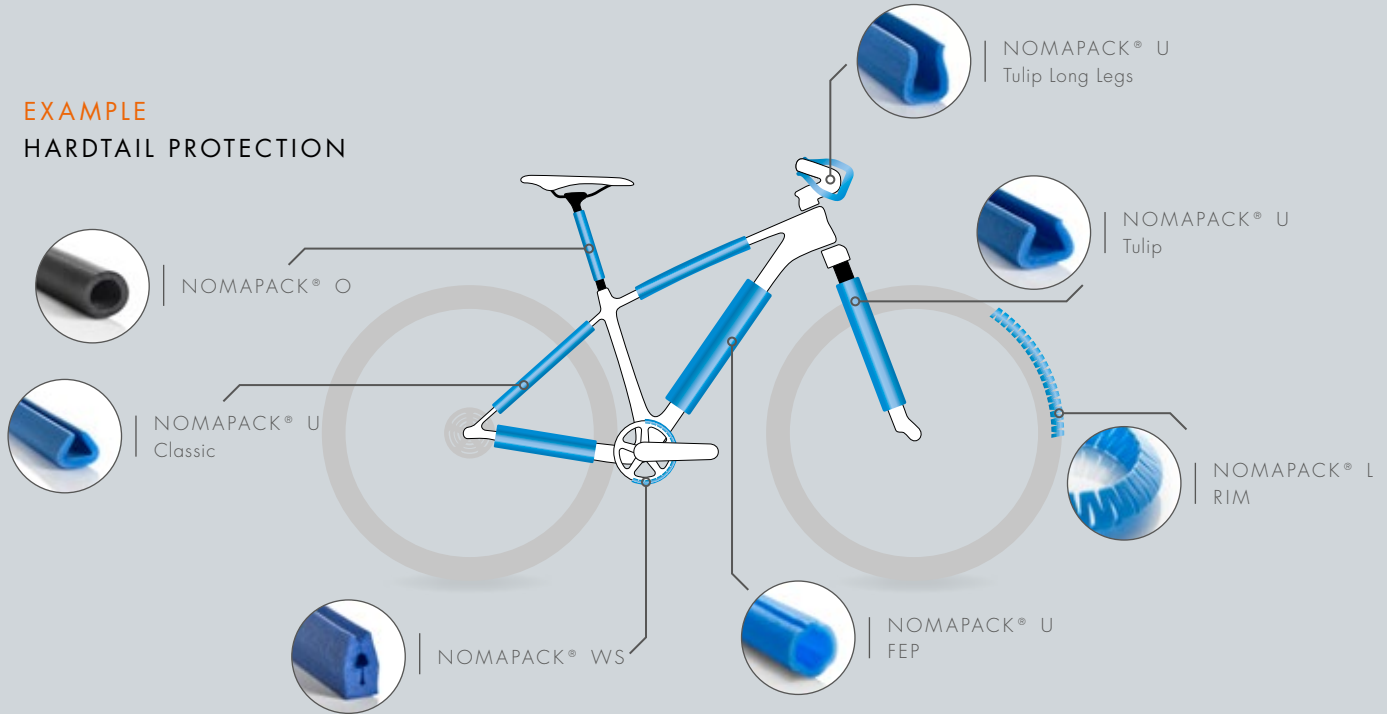 EXAMPLE
HARDTAIL PROTECTION
NOMAPACK® U
Tulip Long Legs
NOMAPACK® U
Tulip
NOMAPACK® O
NOMAPACK® U
Classic
NOMAPACK® L
RIM
NOMAPACK® WS
NOMAPACK® U
FEP